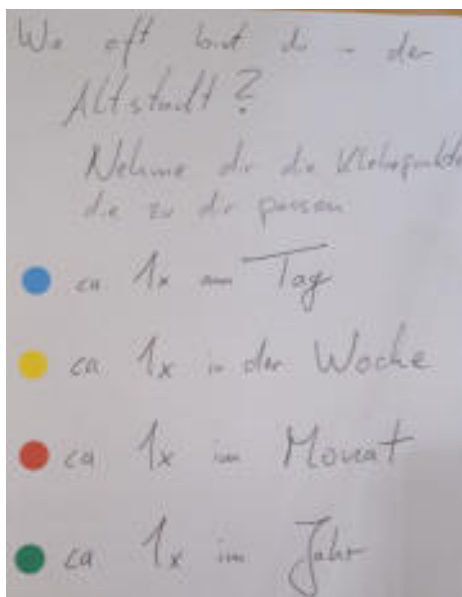 Wo oft bist du in der
Altstadt?
Nehme dir die Klebepunkte
die zu dir passen
ca 1x am Tag
ca 1x in der Woche
ca 1x im Monat
ca 1x im Jahr